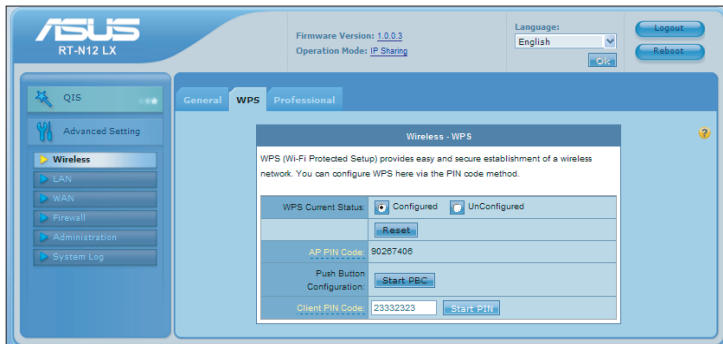 ASUS
RT-N12 LX
Firmware Version: 1.0.0.3
Operation Mode: IP Sharing
Language:
English
OK
Logout
Reboot
QIS
Advanced Setting
Wireless
LAN
WAN
Firewall
Administration
System Log
General WPS Professional
Wireless - WPS
WPS (Wi-Fi Protected Setup) provides easy and secure establishment of a wireless
network. You can configure WPS here via the PIN code method.
WPS Current Status: Configured UnConfigured
Reset
AP PIN Code: 90267406
Push Button
Configuration: Start PBC
Client PIN Code: 23332323 Start PIN
?